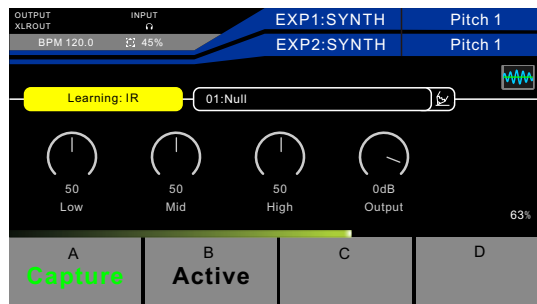 OUTPUT INPUT EXP1:SYNTH Pitch 1
XLROUT
BPM 120.0 45% EXP2:SYNTH Pitch 1
Learning: IR 01:Null
50 50 50 0dB
Low Mid High Output
63%
A B C D
Capture Active